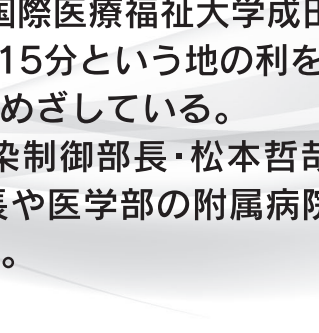 国際医療福祉大学成田
15分という地の利を
めざしている。
染制御部長・松本哲哉
長や医学部の附属病院
。